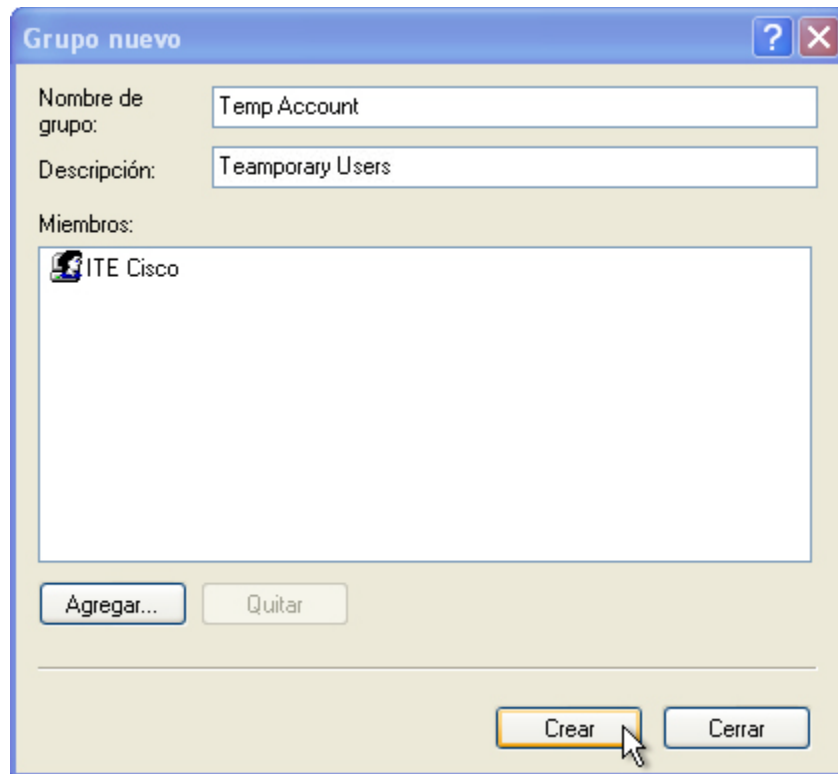 Grupo nuevo
Nombre de
grupo:
Temp Account
Descripción:
Teamporary Users
Miembros:
ITE Cisco
Agregar...
Quitar
Crear
Cerrar